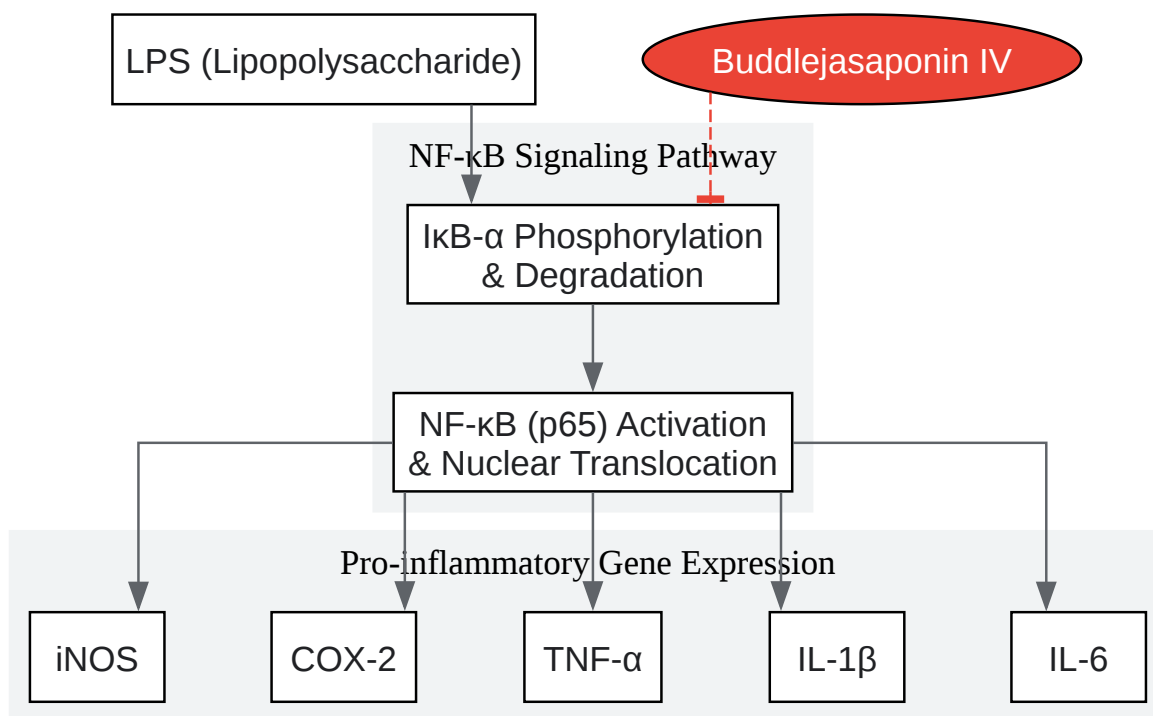 LPS (Lipopolysaccharide)
Buddlejasaponin IV
NF-κB Signaling Pathway
IκB-α Phosphorylation
& Degradation
NF-κB (p65) Activation
& Nuclear Translocation
Pro-inflammatory Gene Expression
iNOS
COX-2
TNF-α
IL-1β
IL-6